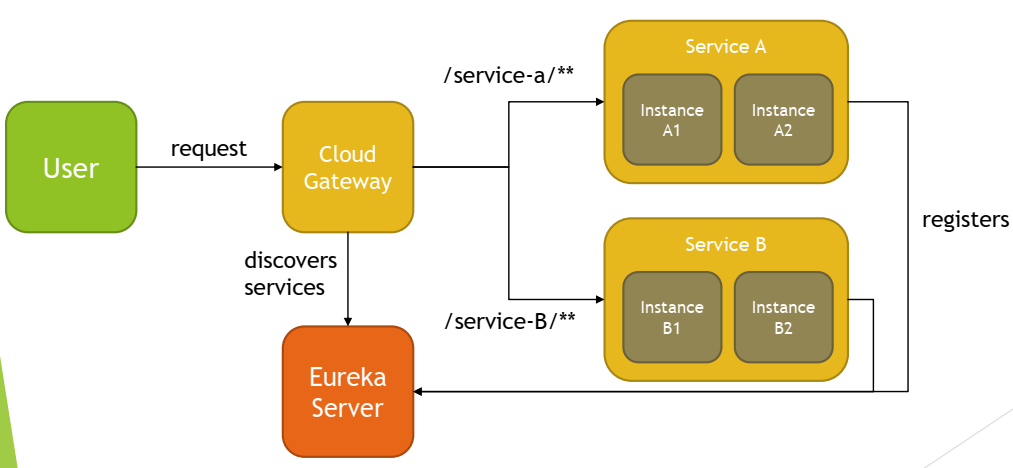 Service A
/service-a/**
Instance
A1
Instance
A2
User
request
Cloud
Gateway
registers
discovers
services
Service B
/service-B/**
Instance
B1
Instance
B2
Eureka
Server